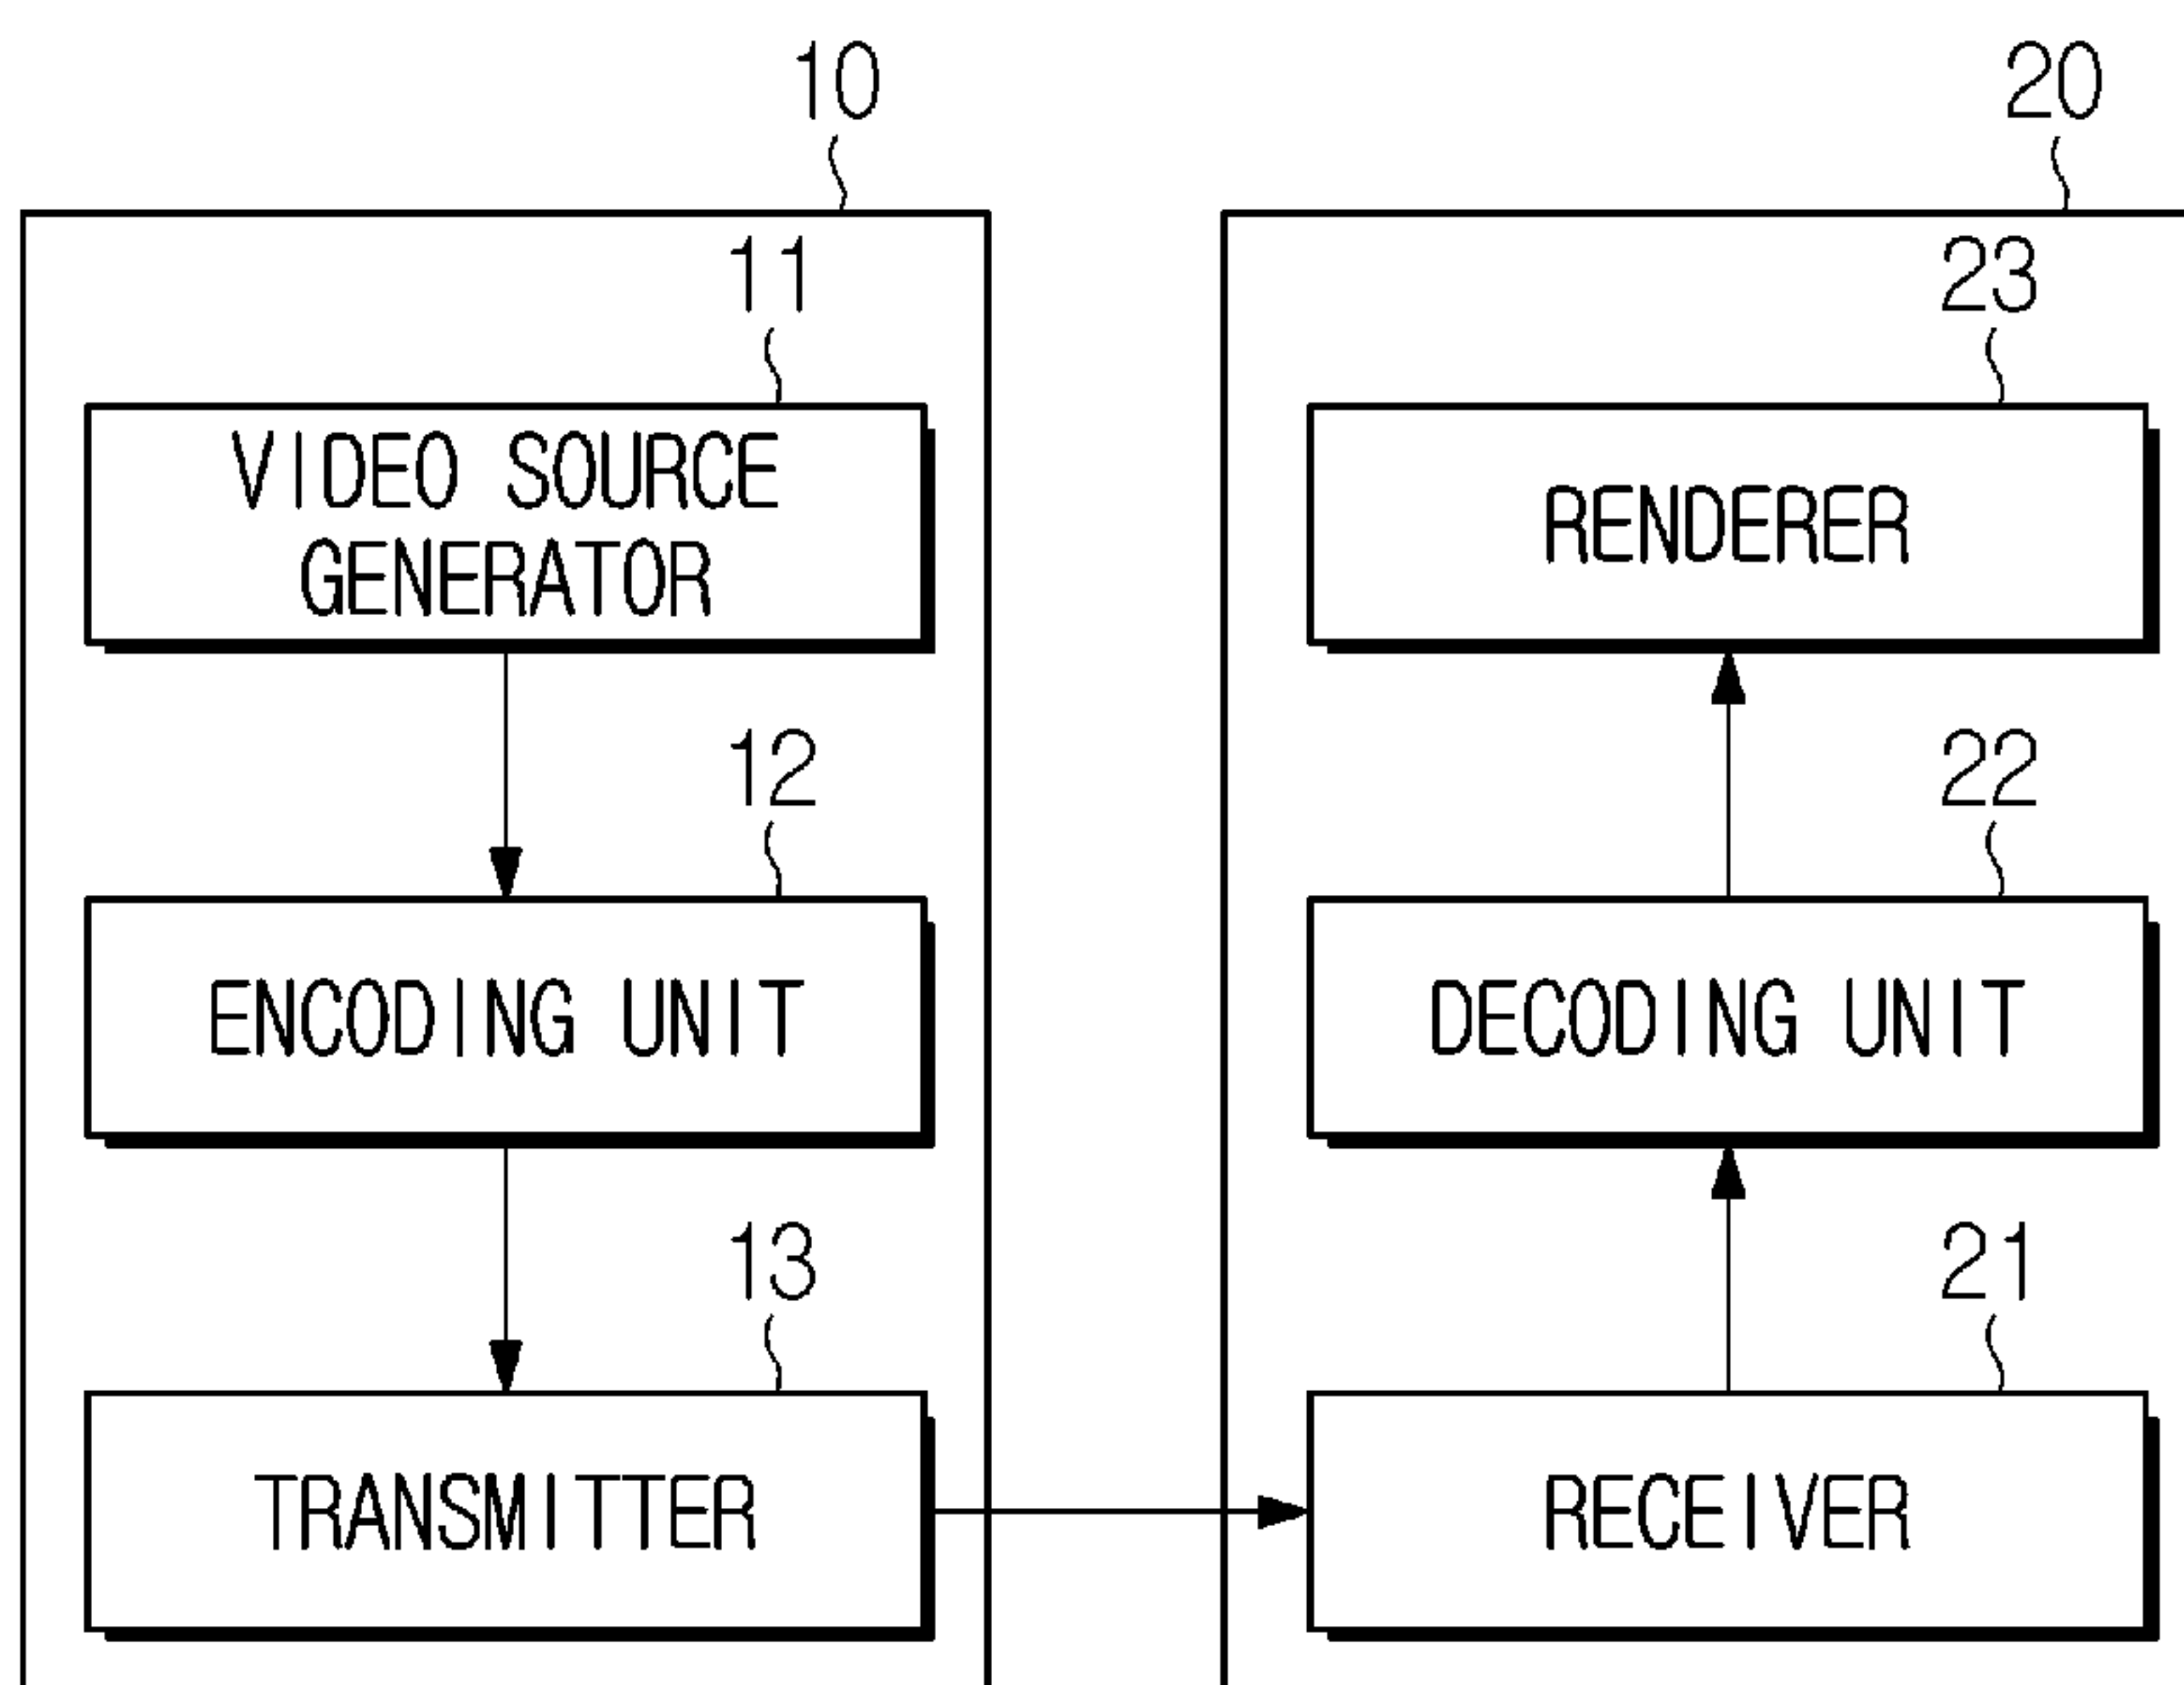 10
11
VIDEO SOURCE
GENERATOR
12
ENCODING UNIT
13
TRANSMITTER
20
23
RENDERER
22
DECODING UNIT
21
RECEIVER